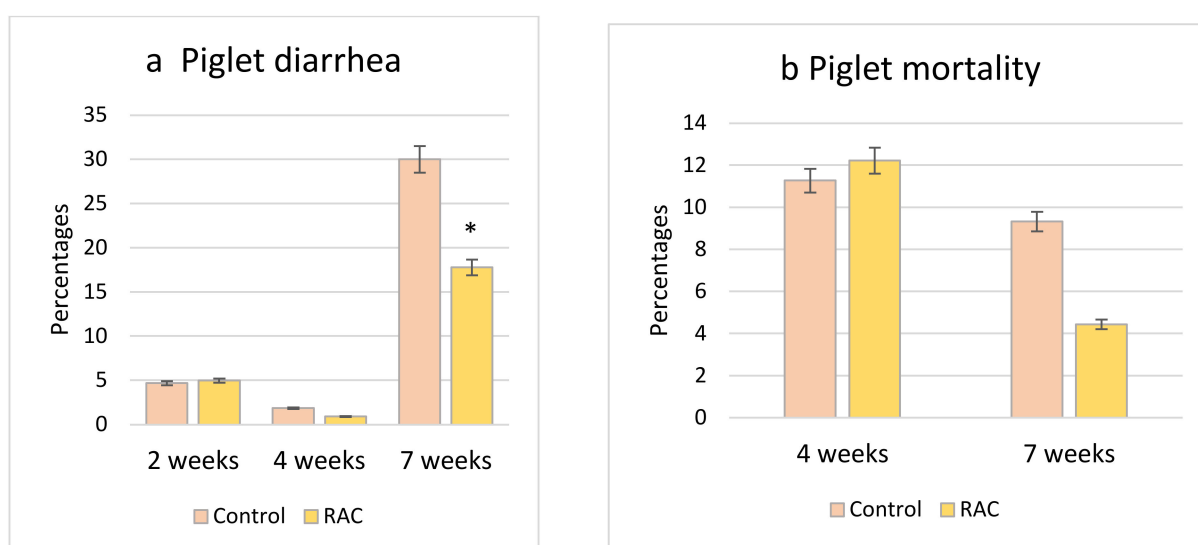 a  Piglet diarrhea
Percentages
35
30
25
20
15
10
5
0
*
2 weeks 4 weeks 7 weeks
Control RAC
b Piglet mortality
Percentages
14
12
10
8
6
4
2
0
4 weeks 7 weeks
Control RAC